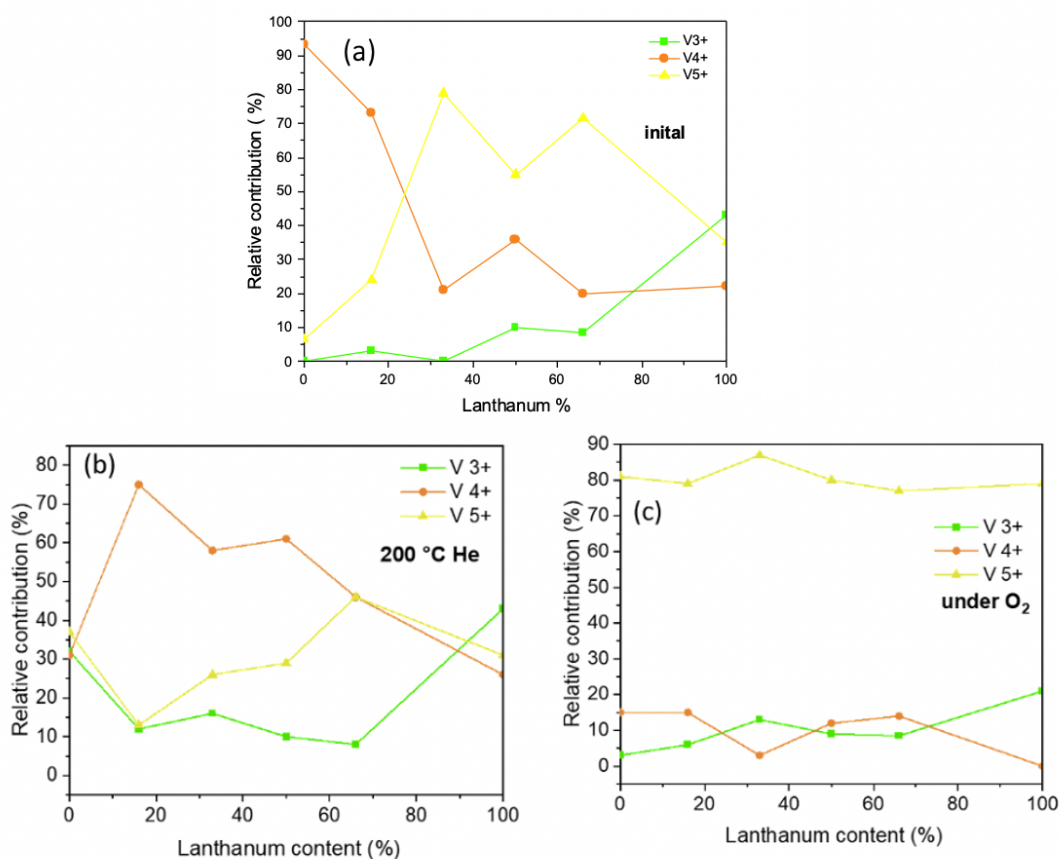 (a)
V3+
V4+
V5+
inital
100
90
80
70
60
50
40
30
20
10
0
Relative contribution ( %)
0 20 40 60 80 100
Lanthanum %
(b)
V 3+
V 4+
V 5+
200 °C He
80
70
60
50
40
30
20
10
0
Relative contribution (%)
0 20 40 60 80 100
Lanthanum content (%)
(c)
V 3+
V 4+
V 5+
under O₂
90
80
70
60
50
40
30
20
10
0
Relative contribution (%)
0 20 40 60 80 100
Lanthanum content (%)